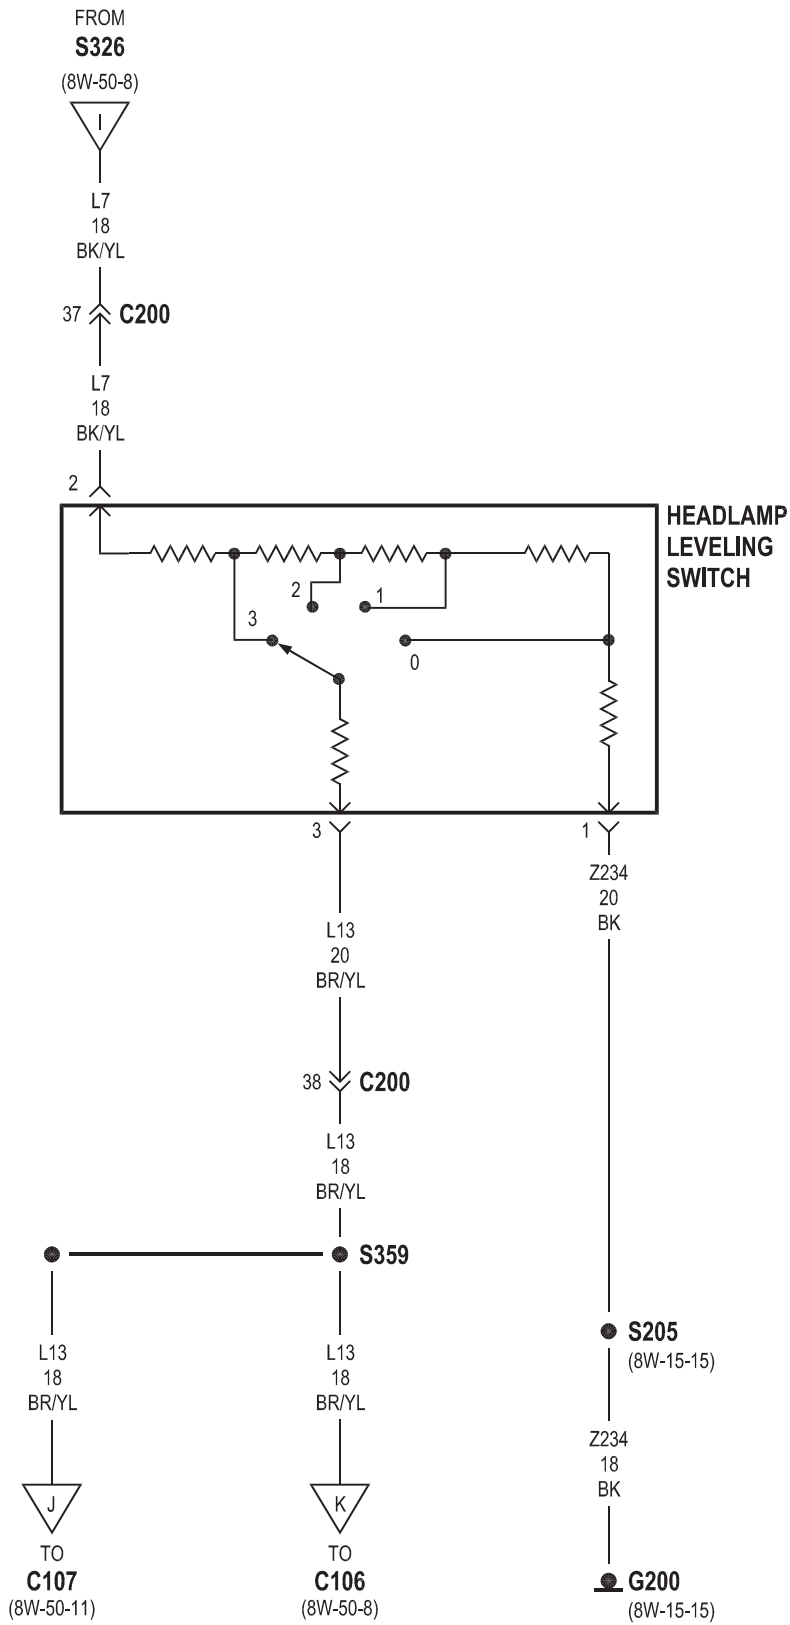 FROM
S326
(8W-50-8)
I
L7
18
BK/YL
37 C200
L7
18
BK/YL
2
HEADLAMP
LEVELING
SWITCH
2 1
3
0
3 1
Z234
20
BK
L13
20
BR/YL
38 C200
L13
18
BR/YL
S359
S205
(8W-15-15)
L13
18
BR/YL
L13
18
BR/YL
Z234
18
BK
J
K
TO
C107
(8W-50-11)
TO
C106
(8W-50-8)
G200
(8W-15-15)